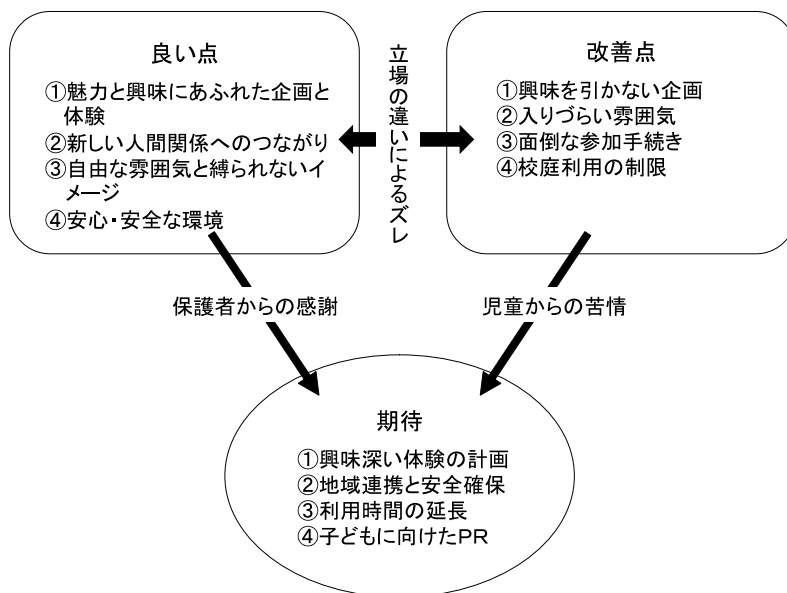 良い点
①魅力と興味にあふれた企画と
体験
②新しい人間関係へのつながり
③自由な雰囲気と縛られないイ
メージ
④安心・安全な環境
立場の違いによるズレ
改善点
①興味を引かない企画
②入りづらい雰囲気
③面倒な参加手続き
④校庭利用の制限
保護者からの感謝
児童からの苦情
期待
①興味深い体験の計画
②地域連携と安全確保
③利用時間の延長
④子どもに向けたPR